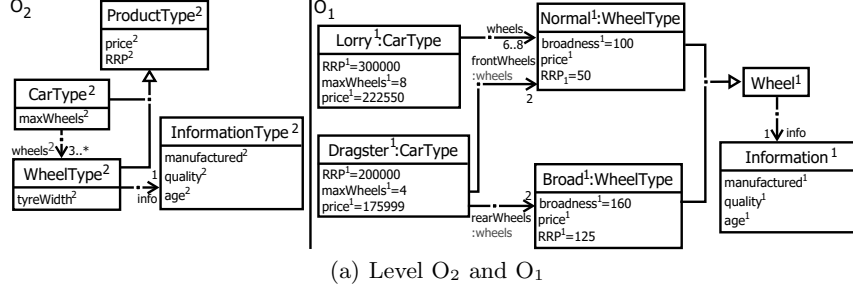 O2
ProductType²
price²
RRP²
CarType²
maxWheels²
wheels² 3..*
WheelType²
tyreWidth²
1
info
InformationType²
manufactured²
quality²
age²
O1
Lorry¹:CarType
RRP¹=300000
maxWheels¹=8
price¹=222550
wheels
6..8
frontWheels
:wheels
2
Normal¹:WheelType
broadness¹=100
price¹
RRP₁=50
Dragster¹:CarType
RRP¹=200000
maxWheels¹=4
price¹=175999
2
rearWheels
:wheels
Broad¹:WheelType
broadness¹=160
price¹
RRP¹=125
Wheel¹
1 info
Information¹
manufactured¹
quality¹
age¹
(a) Level O₂ and O₁